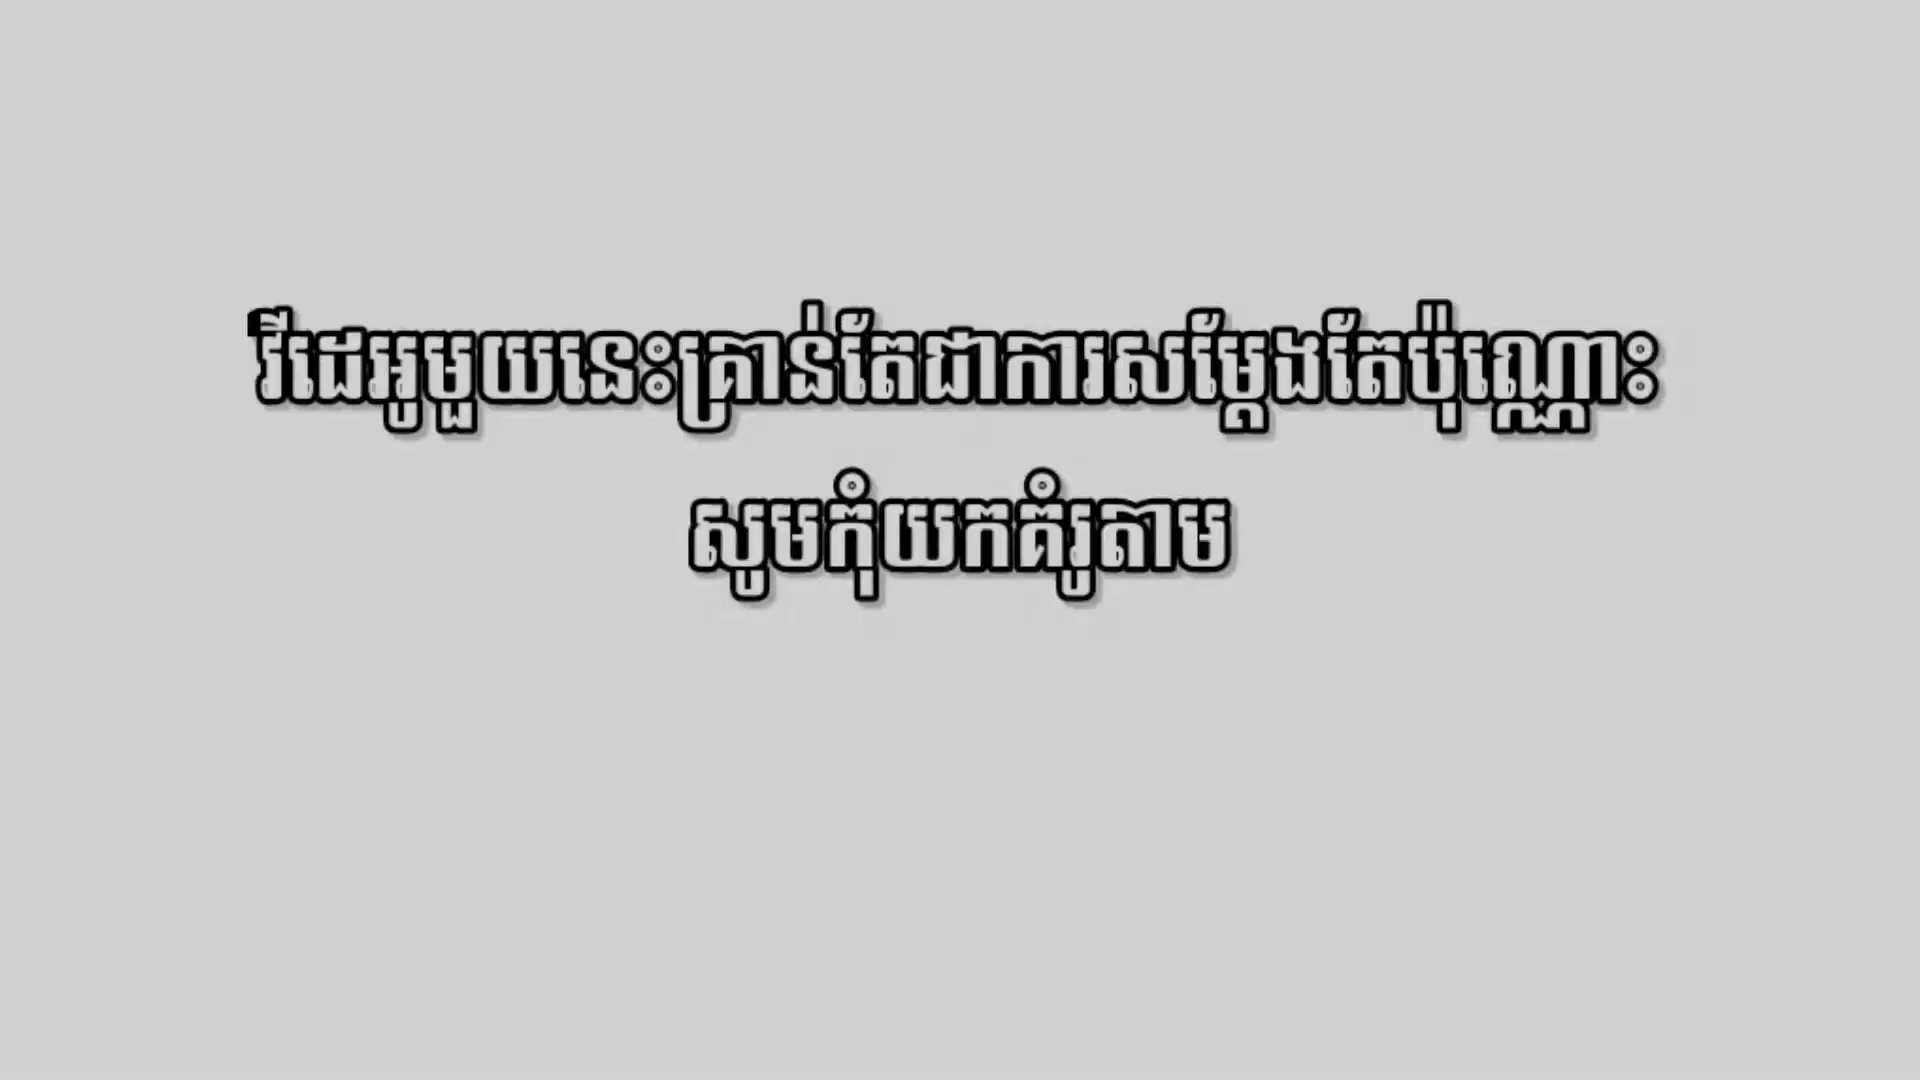 វីដេអូមួយនេះគ្រាន់តែជាការសម្ដែងតែប៉ុណ្ណោះ
សូមកុំយកគំរូតាម